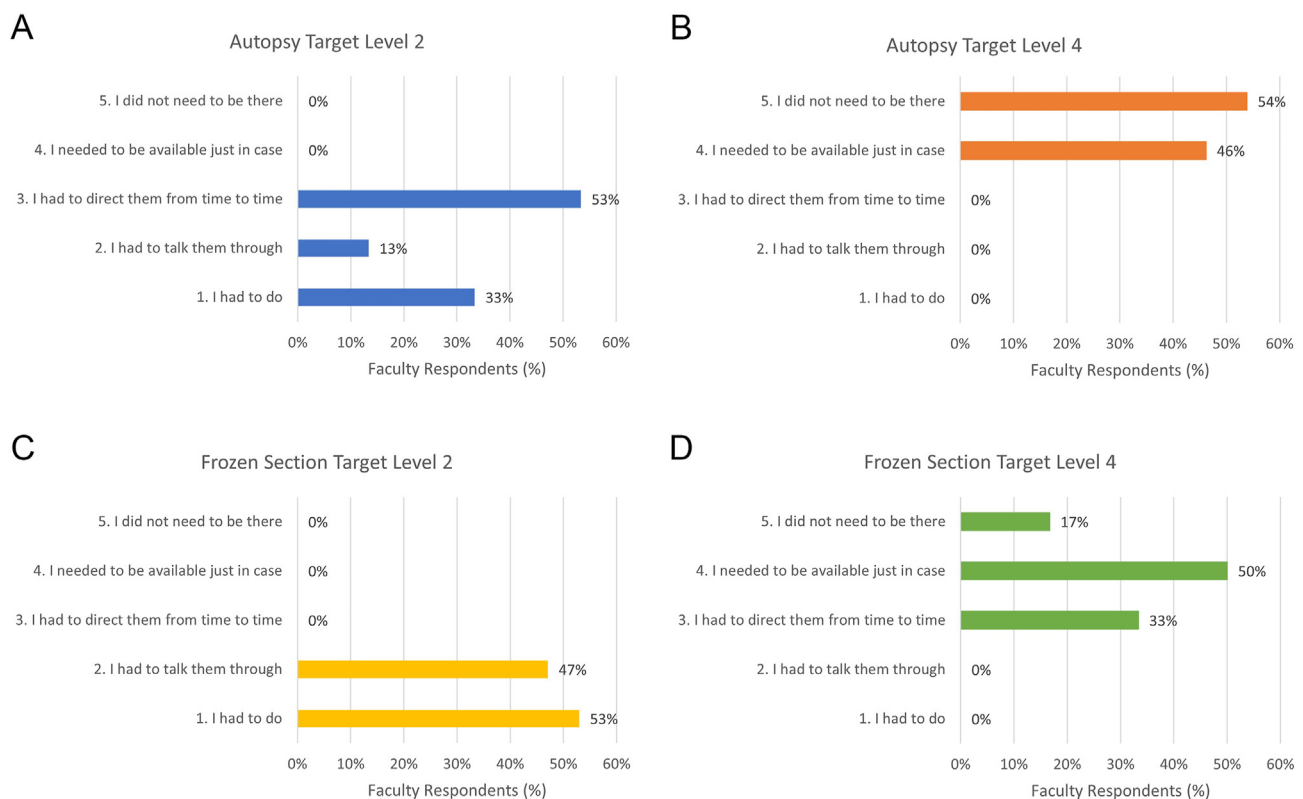 A
Autopsy Target Level 2
5. I did not need to be there 0%
4. I needed to be available just in case 0%
3. I had to direct them from time to time 53%
2. I had to talk them through 13%
1. I had to do 33%
0% 10% 20% 30% 40% 50% 60%
Faculty Respondents (%)
B
Autopsy Target Level 4
5. I did not need to be there 54%
4. I needed to be available just in case 46%
3. I had to direct them from time to time 0%
2. I had to talk them through 0%
1. I had to do 0%
0% 10% 20% 30% 40% 50% 60%
Faculty Respondents (%)
C
Frozen Section Target Level 2
5. I did not need to be there 0%
4. I needed to be available just in case 0%
3. I had to direct them from time to time 0%
2. I had to talk them through 47%
1. I had to do 53%
0% 10% 20% 30% 40% 50% 60%
Faculty Respondents (%)
D
Frozen Section Target Level 4
5. I did not need to be there 17%
4. I needed to be available just in case 50%
3. I had to direct them from time to time 33%
2. I had to talk them through 0%
1. I had to do 0%
0% 10% 20% 30% 40% 50% 60%
Faculty Respondents (%)